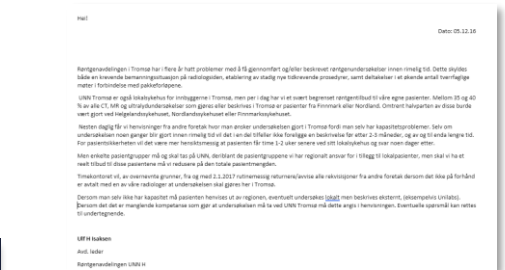 Hei!
Dato: 05.12.16
Røntgenavdelingen i Tromsø har i flere år hatt problemer med å få gjennomført og/eller beskrevet røntgenundersøkelser innen rimelig tid. Dette skyldes
både en krevende bemanningssituasjon på radiologsiden, etablering av stadig nye tidkrevende prosedyrer, samt deltakelser i et økende antall tverrfaglige
møter i forbindelse med pakkeforløpene.
UNN Tromsø er også lokalsykehus for innbyggerne i Tromsø, men per i dag har vi et svært begrenset røntgentilbud til våre egne pasienter. Mellom 35 og 40
% av alle CT, MR og ultralydundersøkelser som gjøres eller beskrives i Tromsø er pasienter fra Finnmark eller Nordland. Omtrent halvparten av disse burde
vært gjort ved Helgelandssykehuset, Nordlandssykehuset eller Finnmarkssykehuset.
Nesten daglig får vi henvisninger fra andre foretak hvor man ønsker undersøkelsen gjort i Tromsø fordi man selv har kapasitetsproblemer. Selv om
undersøkelsen noen ganger blir gjort innen rimelig tid vil det i en del tilfeller ikke foreligge en beskrivelse før etter 2-3 måneder, og av og til enda lengre tid.
For pasientsikkerheten vil det være mer hensiktsmessig at pasienten får time 1-2 uker senere ved sitt lokalsykehus og svar noen dager etter.
Men enkelte pasientgrupper må og skal tas på UNN, deriblant de pasientgruppene vi har regionalt ansvar for i tillegg til lokalpasienter, men skal vi ha et
reelt tilbud til disse pasientene må vi redusere på den totale pasientmengden.
Timekontoret vil, av overnevnte grunner, fra og med 2.1.2017 rutinemessig returnere/avvise alle rekvisisjoner fra andre foretak dersom det ikke på forhånd
er avtalt med en av våre radiologer at undersøkelsen skal gjøres her i Tromsø.
Dersom man selv ikke har kapasitet må pasienten henvises ut av regionen, eventuelt undersøkes lokalt men beskrives eksternt, (eksempelvis Unilabs).
Dersom det det er manglende kompetanse som gjør at undersøkelsen må ta ved UNN Tromsø må dette angis i henvisningen. Eventuelle spørsmål kan rettes
til undertegnede.
Ulf H Isaksen
Avd. leder
Røntgenavdelingen UNN H